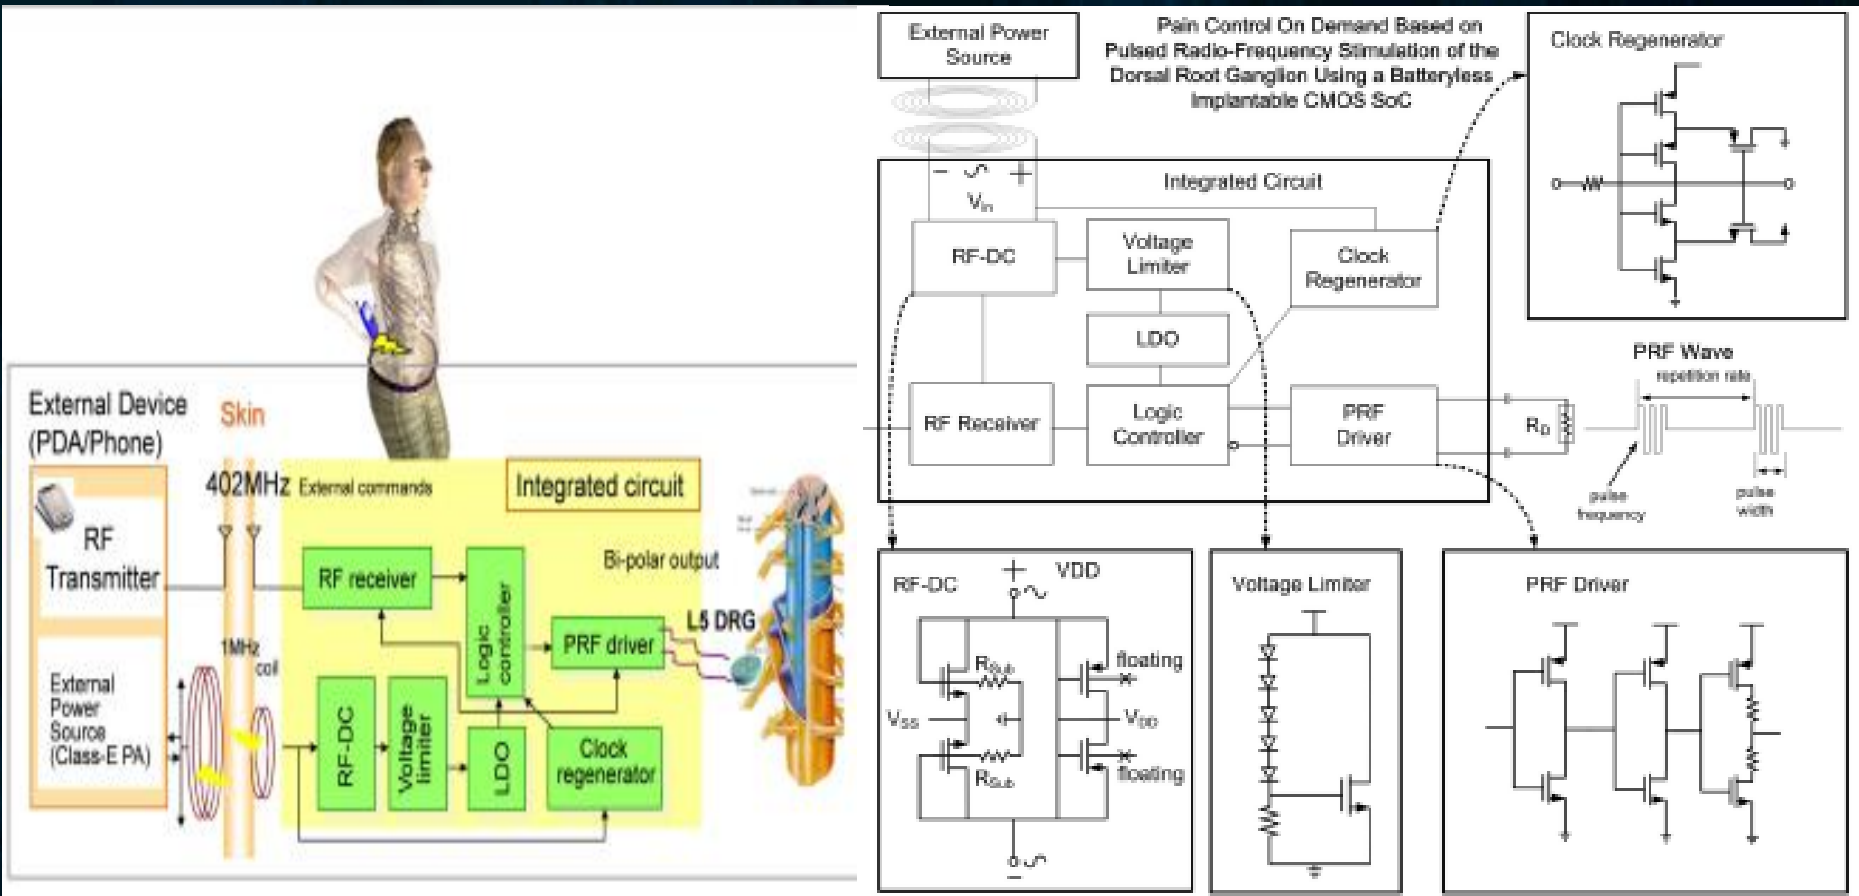 External Device
(PDA/Phone)
Skin
402MHz External commands
Integrated circuit
RF
Transmitter
RF receiver
Logic
controller
Bi-polar output
L5 DRG
PRF driver
1MHz
coil
External
Power
Source
(Class-E PA)
RF-DC
Voltage
limiter
LDO
Clock
regenerator
External Power
Source
Pain Control On Demand Based on
Pulsed Radio-Frequency Stimulation of the
Dorsal Root Ganglion Using a Batteryless
Implantable CMOS SoC
Clock Regenerator
− +
Vin
Integrated Circuit
RF-DC
Voltage
Limiter
Clock
Regenerator
LDO
RF Receiver
Logic
Controller
PRF
Driver
RD
PRF Wave
repetition rate
pulse
frequency
pulse
width
RF-DC
+ VDD
RSub
floating
VSS
VDD
RSub
floating
−
Voltage Limiter
PRF Driver